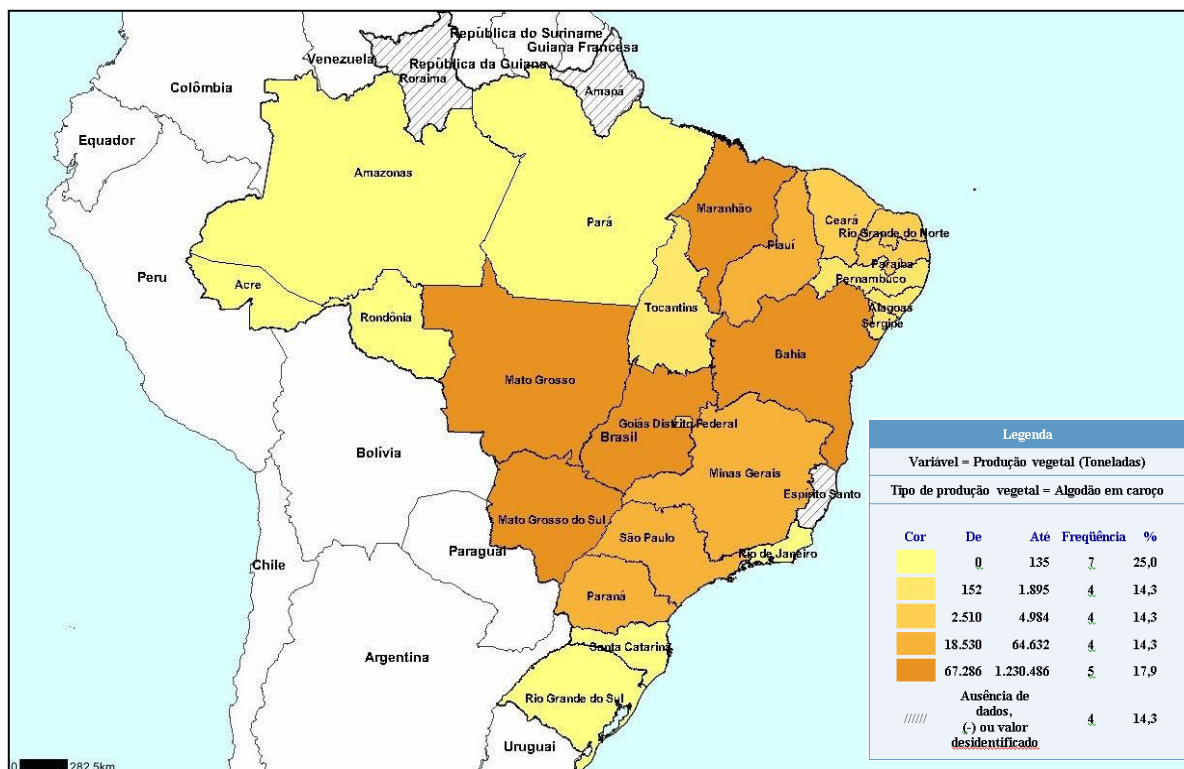 República do Suriname
Guiana Francesa
Venezuela
República da Guiana
Roraima
Colômbia
Amapá
Equador
Amazonas
Pará
Maranhão
Ceará
Rio Grande do Norte
Piauí
Paraíba
Pernambuco
Peru
Acre
Rondônia
Tocantins
Alagoas
Sergipe
Bahia
Mato Grosso
Goiás
Distrito Federal
Brasil
Bolívia
Minas Gerais
Espírito Santo
Mato Grosso do Sul
São Paulo
Rio de Janeiro
Paraguai
Chile
Paraná
Santa Catarina
Argentina
Rio Grande do Sul
Uruguai
0 282.5km
Legenda
Variável = Produção vegetal (Toneladas)
Tipo de produção vegetal = Algodão em caroço
Cor De Até Freqüência %
0 135 7 25,0
152 1.895 4 14,3
2.510 4.984 4 14,3
18.530 64.632 4 14,3
67.286 1.230.486 5 17,9
Ausência de
dados,
(-) ou valor
desidentificado
4 14,3